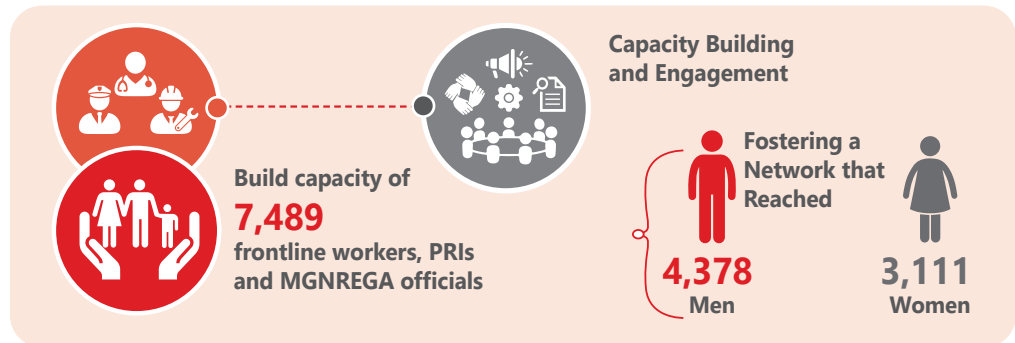 Capacity Building
and Engagement
Build capacity of
7,489
frontline workers, PRIs
and MGNREGA officials
Fostering a
Network that
Reached
4,378
Men
3,111
Women